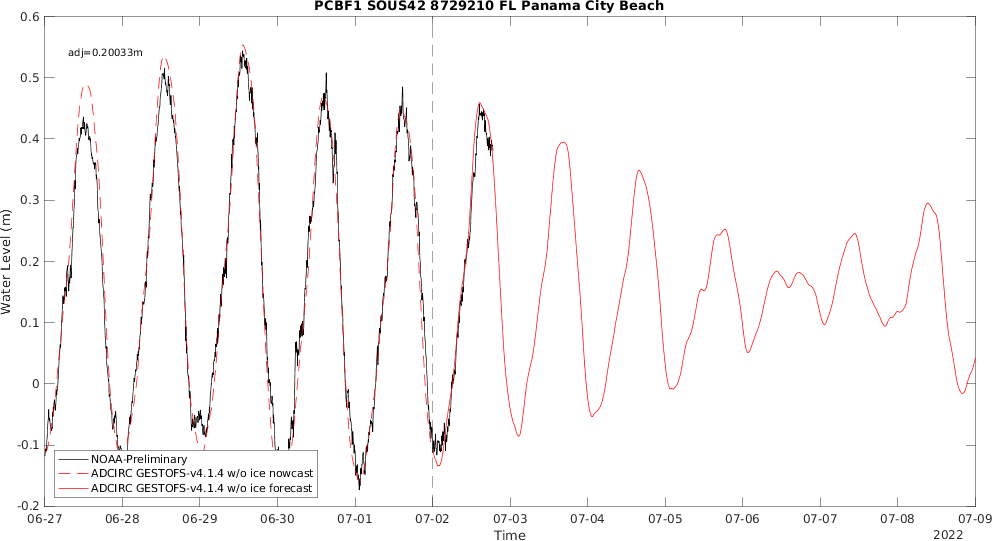 PCBF1 SOUS42 8729210 FL Panama City Beach
adj=0.20033m
Water Level (m)
0.6
0.5
0.4
0.3
0.2
0.1
0
-0.1
-0.2
NOAA-Preliminary
ADCIRC GESTOFS-v4.1.4 w/o ice nowcast
ADCIRC GESTOFS-v4.1.4 w/o ice forecast
06-27 06-28 06-29 06-30 07-01 07-02 07-03 07-04 07-05 07-06 07-07 07-08 07-09
Time
2022